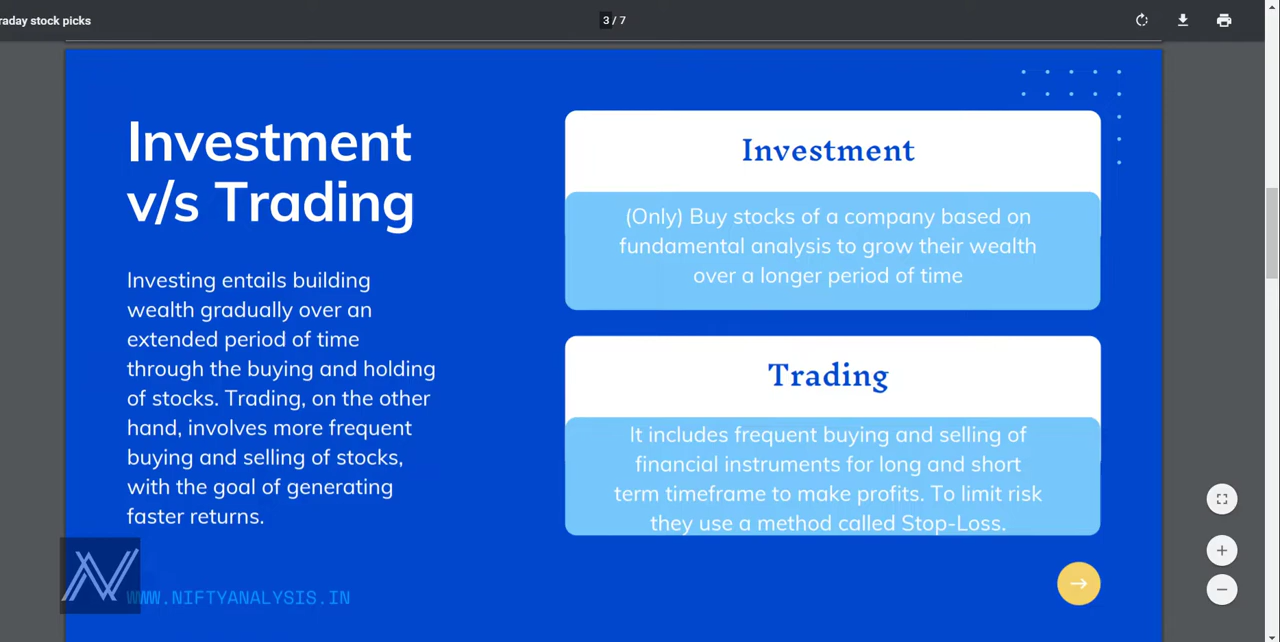 raday stock picks
3 / 7
Investment
v/s Trading
Investing entails building
wealth gradually over an
extended period of time
through the buying and holding
of stocks. Trading, on the other
hand, involves more frequent
buying and selling of stocks,
with the goal of generating
faster returns.
WWW.NIFTYANALYSIS.IN
Investment
(Only) Buy stocks of a company based on
fundamental analysis to grow their wealth
over a longer period of time
Trading
It includes frequent buying and selling of
financial instruments for long and short
term timeframe to make profits. To limit risk
they use a method called Stop-Loss.